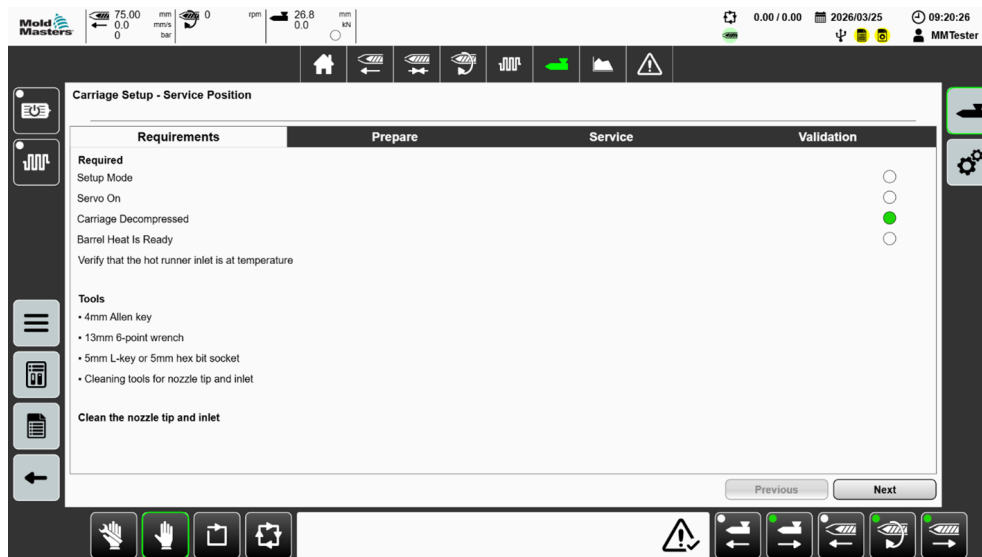 Mold
Masters
75.00 mm
0.0 mm/s
0 bar
0 rpm
26.8 mm
0.0 kN
0.00 / 0.00
2026/03/25
09:20:26
MMTester
Carriage Setup - Service Position
Requirements
Prepare
Service
Validation
Required
Setup Mode
Servo On
Carriage Decompressed
Barrel Heat Is Ready
Verify that the hot runner inlet is at temperature
Tools
• 4mm Allen key
• 13mm 6-point wrench
• 5mm L-key or 5mm hex bit socket
• Cleaning tools for nozzle tip and inlet
Clean the nozzle tip and inlet
Previous
Next